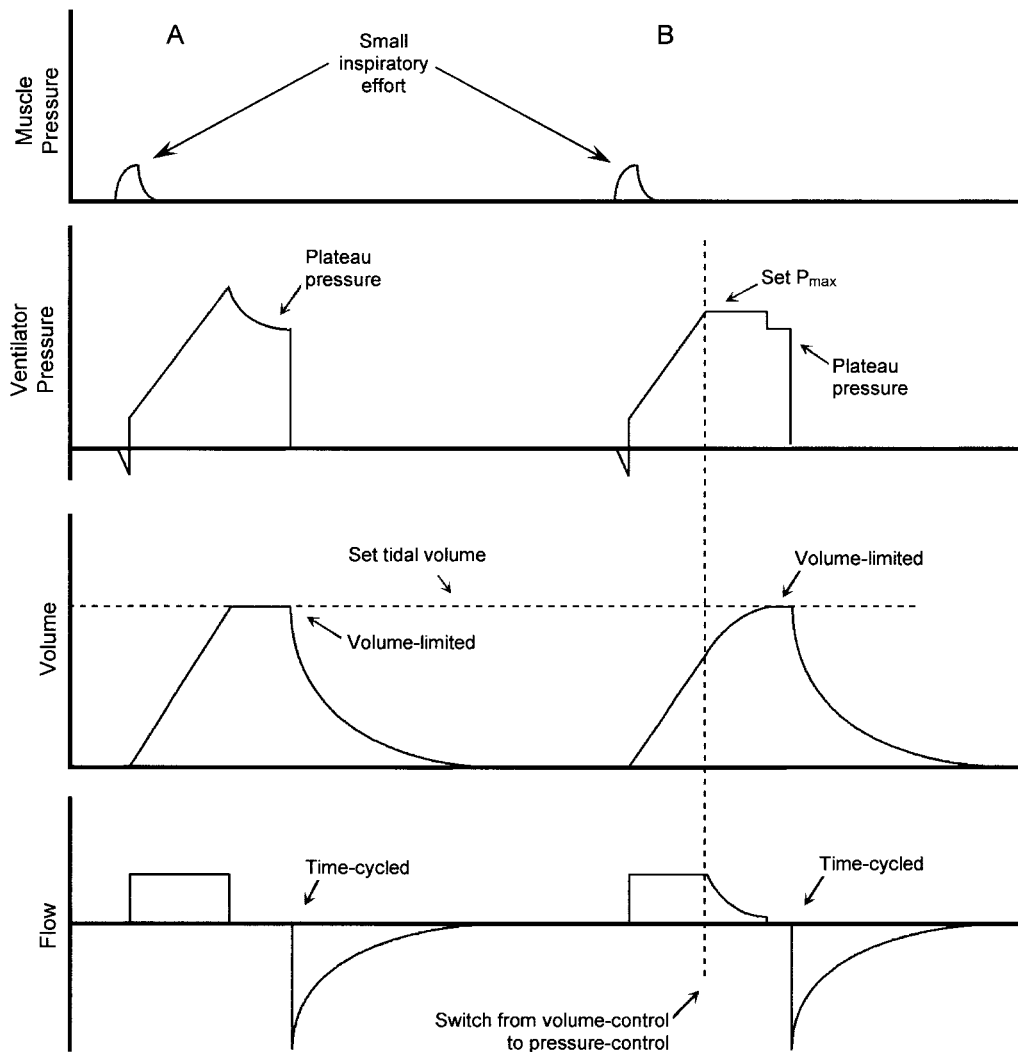 A
B
Small
inspiratory
effort
Muscle
Pressure
Plateau
pressure
Set Pmax
Plateau
pressure
Ventilator
Pressure
Set tidal volume
Volume-limited
Volume-limited
Volume
Time-cycled
Time-cycled
Flow
Switch from volume-control
to pressure-control